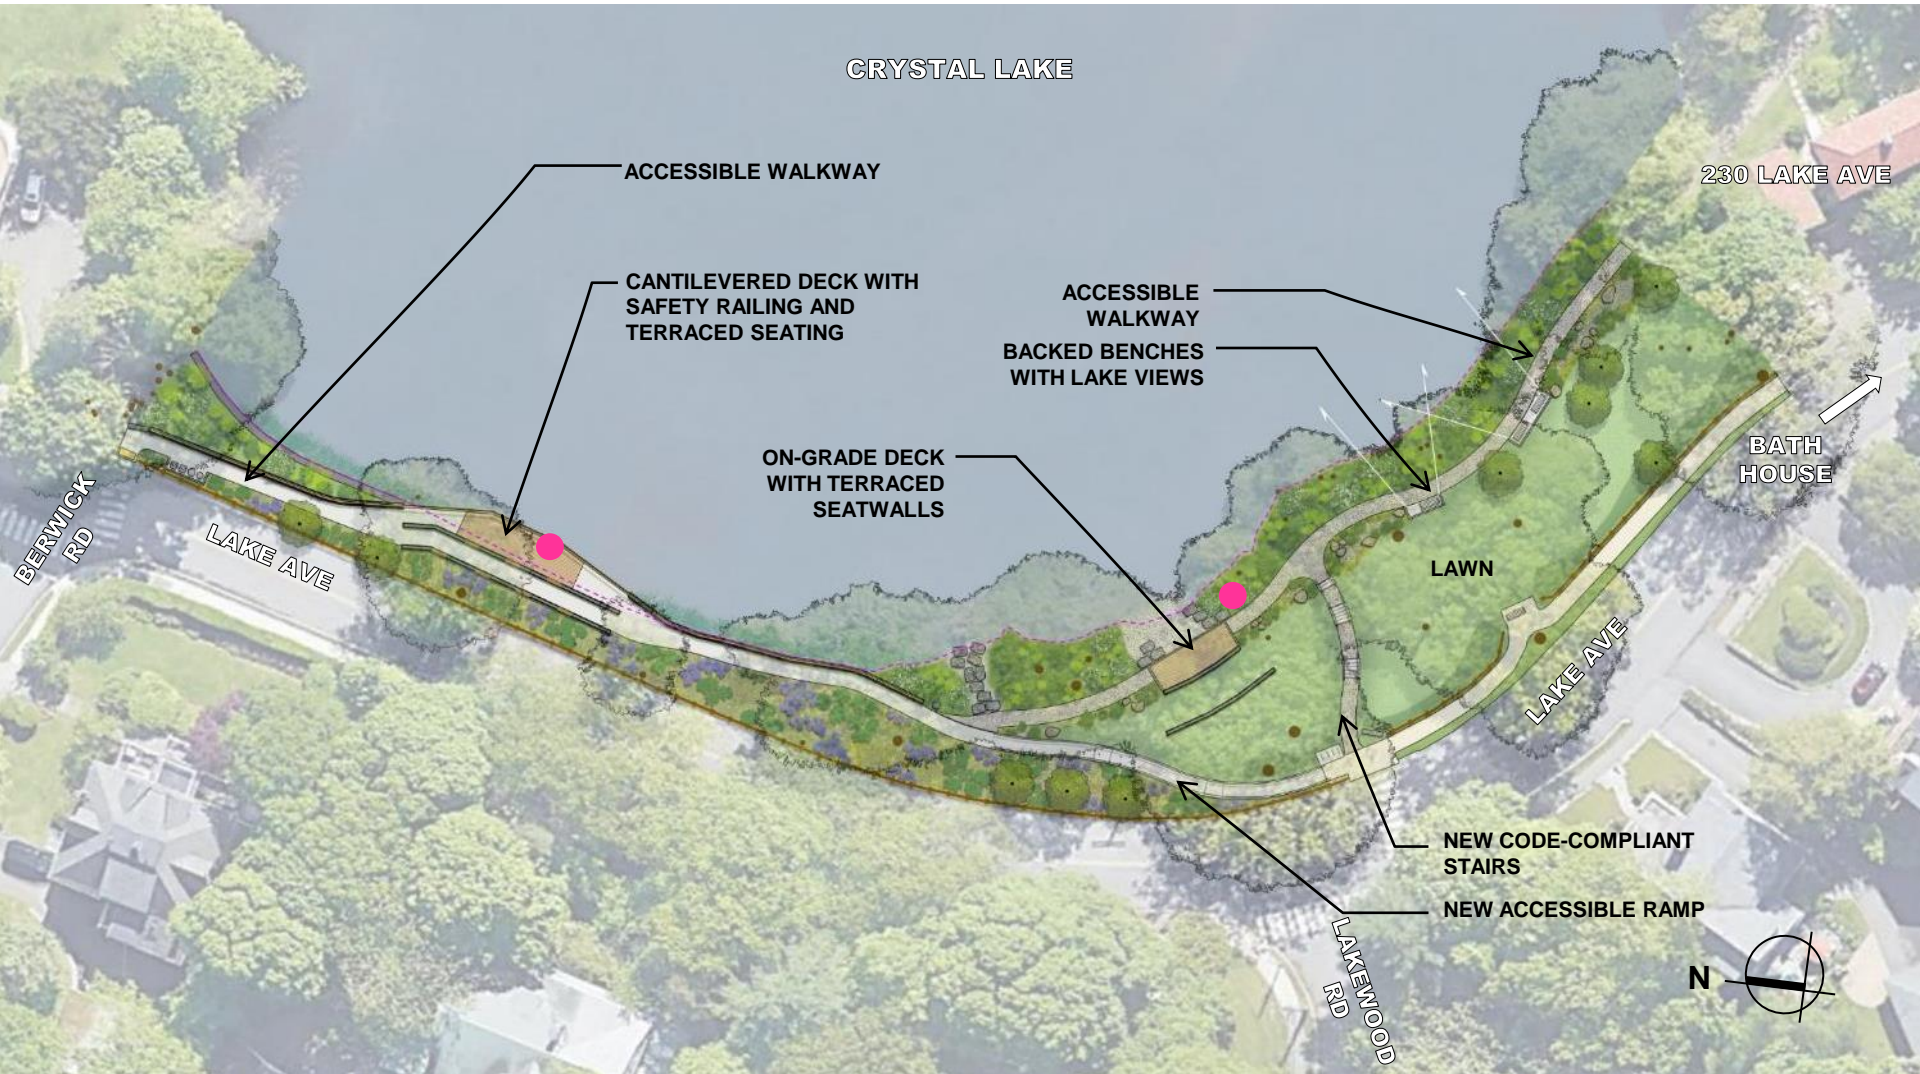 CRYSTAL LAKE
ACCESSIBLE WALKWAY
230 LAKE AVE
CANTILEVERED DECK WITH
SAFETY RAILING AND
TERRACED SEATING
ACCESSIBLE
WALKWAY
BACKED BENCHES
WITH LAKE VIEWS
ON-GRADE DECK
WITH TERRACED
SEATWALLS
BATH
HOUSE
BERWICK
RD
LAKE AVE
LAWN
LAKE AVE
NEW CODE-COMPLIANT
STAIRS
NEW ACCESSIBLE RAMP
LAKEWOOD
RD
N